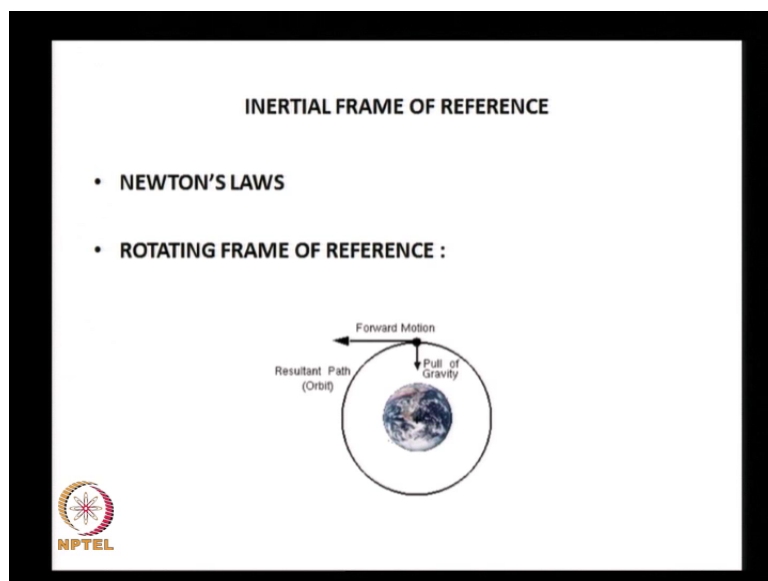 INERTIAL FRAME OF REFERENCE
• NEWTON'S LAWS
• ROTATING FRAME OF REFERENCE :
Forward Motion
Pull of
Gravity
Resultant Path
(Orbit)
NPTEL